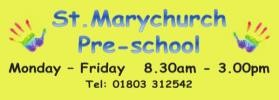 St.Marychurch
Pre-school
Monday - Friday 8.30am - 3.00pm
Tel: 01803 312542